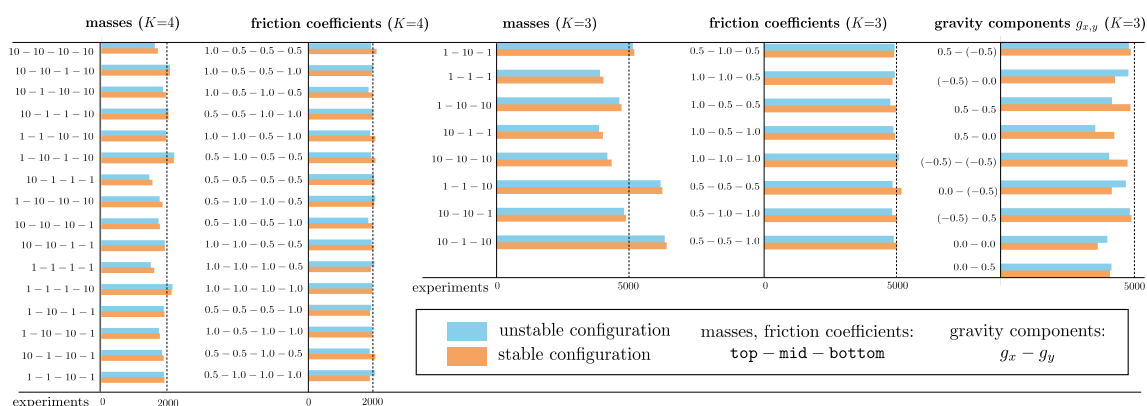 masses (K=4)
10 − 10 − 10 − 10
10 − 10 − 1 − 10
10 − 1 − 10 − 10
10 − 1 − 1 − 10
1 − 1 − 10 − 10
1 − 10 − 1 − 10
10 − 1 − 1 − 1
1 − 10 − 10 − 10
10 − 10 − 10 − 1
10 − 10 − 1 − 1
1 − 1 − 1 − 1
1 − 1 − 1 − 10
1 − 10 − 1 − 1
1 − 10 − 10 − 1
10 − 1 − 10 − 1
1 − 1 − 10 − 1
experiments 0 2000
friction coefficients (K=4)
1.0 − 0.5 − 0.5 − 0.5
1.0 − 0.5 − 0.5 − 1.0
1.0 − 0.5 − 1.0 − 0.5
0.5 − 0.5 − 1.0 − 0.5
1.0 − 1.0 − 0.5 − 0.5
0.5 − 1.0 − 0.5 − 0.5
0.5 − 0.5 − 0.5 − 0.5
1.0 − 0.5 − 1.0 − 1.0
0.5 − 1.0 − 0.5 − 1.0
1.0 − 1.0 − 1.0 − 0.5
0.5 − 1.0 − 1.0 − 0.5
1.0 − 1.0 − 1.0 − 1.0
0.5 − 0.5 − 0.5 − 1.0
1.0 − 1.0 − 0.5 − 1.0
0.5 − 0.5 − 1.0 − 1.0
0.5 − 1.0 − 1.0 − 1.0
0 2000
masses (K=3)
1 − 10 − 1
1 − 1 − 1
1 − 10 − 10
10 − 1 − 1
10 − 10 − 10
1 − 1 − 10
10 − 10 − 1
10 − 1 − 10
experiments 0 5000
friction coefficients (K=3)
0.5 − 1.0 − 0.5
1.0 − 1.0 − 0.5
1.0 − 0.5 − 0.5
1.0 − 0.5 − 1.0
1.0 − 1.0 − 1.0
0.5 − 0.5 − 0.5
0.5 − 1.0 − 1.0
0.5 − 0.5 − 1.0
0 5000
gravity components gx,y (K=3)
0.5 − (−0.5)
(−0.5) − 0.0
0.5 − 0.5
0.5 − 0.0
(−0.5) − (−0.5)
0.0 − (−0.5)
(−0.5) − 0.5
0.0 − 0.0
0.0 − 0.5
0 5000
unstable configuration masses, friction coefficients: gravity components:
stable configuration top − mid − bottom gx − gy